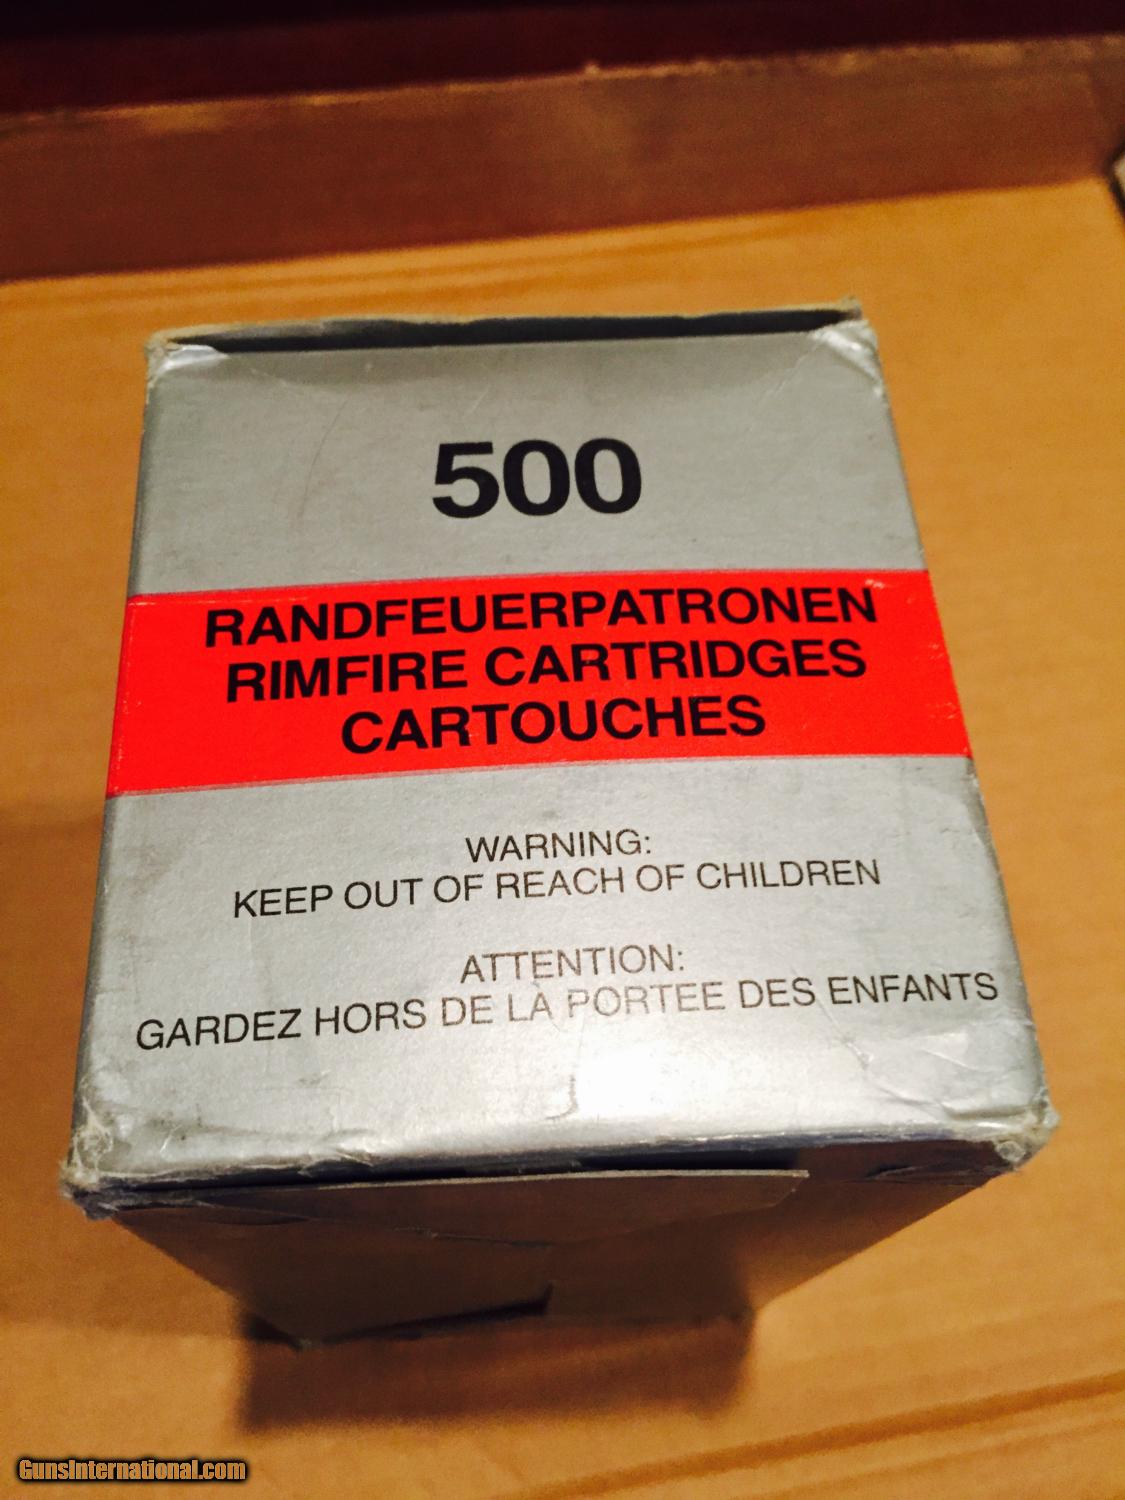 500
RANDFEUERPATRONEN
RIMFIRE CARTRIDGES
CARTOUCHES
WARNING:
KEEP OUT OF REACH OF CHILDREN
ATTENTION:
GARDEZ HORS DE LA PORTEE DES ENFANTS
GunsInternational.com